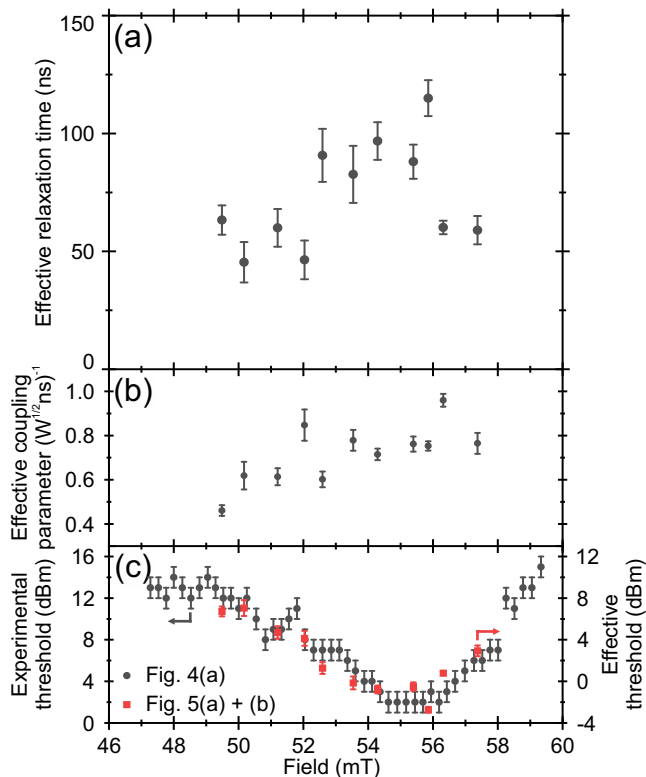 (a)
Effective relaxation time (ns)
150
100
50
0
(b)
Effective coupling
parameter (W^1/2 ns)^-1
1.0
0.8
0.6
0.4
(c)
Experimental
threshold (dBm)
16
12
8
4
0
12
8
4
0
-4
Effective
threshold (dBm)
Fig. 4(a)
Fig. 5(a) + (b)
46 48 50 52 54 56 58 60
Field (mT)